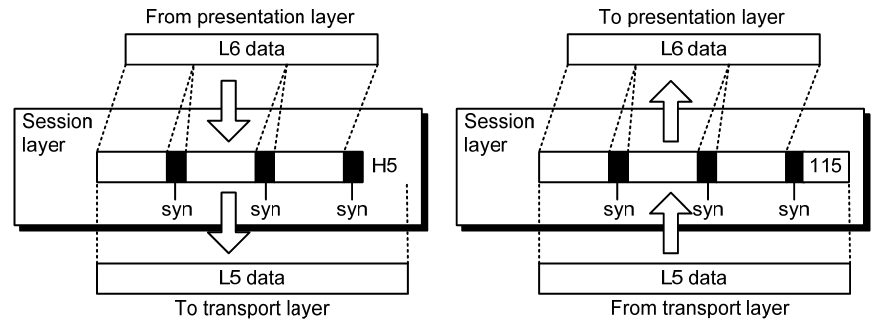 From presentation layer
L6 data
Session
layer
H5
syn syn syn
L5 data
To transport layer
To presentation layer
L6 data
Session
layer
115
syn syn syn
L5 data
From transport layer